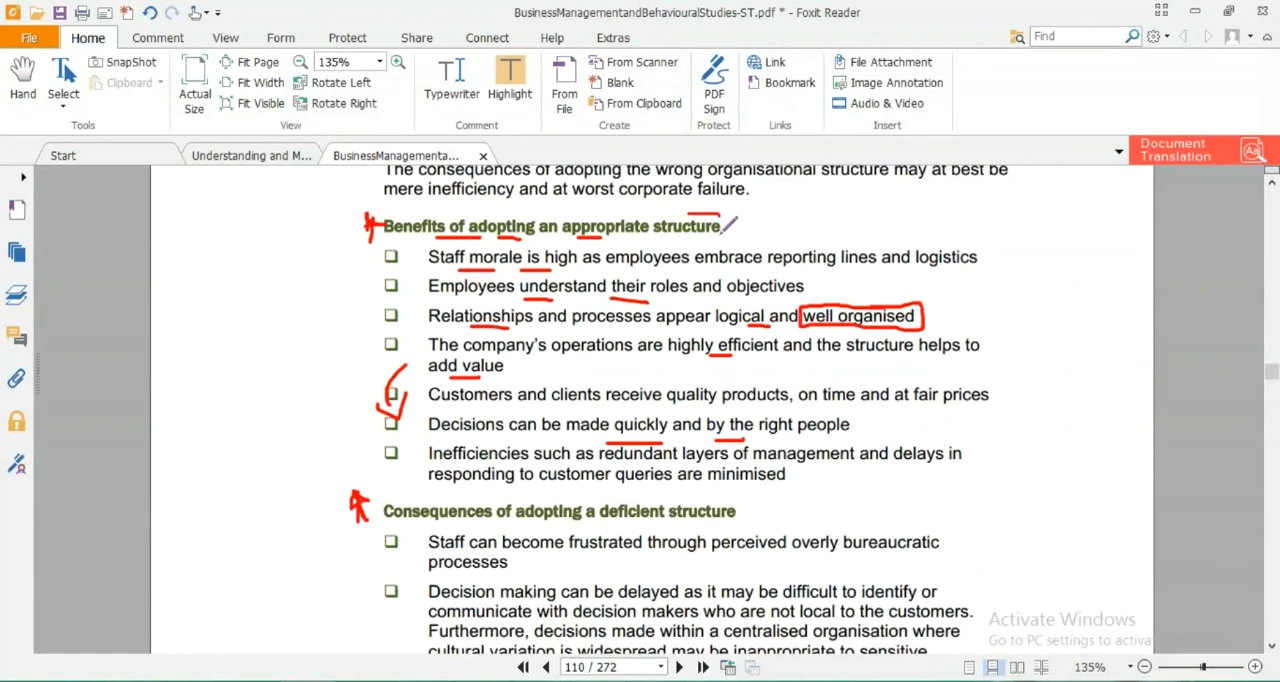 BusinessManagementandBehaviouralStudies-ST.pdf * - Foxit Reader
File Home Comment View Form Protect Share Connect Help Extras Find
Hand
Select
SnapShot
Clipboard
Tools
Actual Size
Fit Page
Fit Width
Fit Visible
135%
Rotate Left
Rotate Right
View
Typewriter
Highlight
Comment
From File
From Scanner
Blank
From Clipboard
Create
PDF Sign
Protect
Link
Bookmark
Links
File Attachment
Image Annotation
Audio & Video
Insert
Start Understanding and M... BusinessManagementa...
Document
Translation
The consequences of adopting the wrong organisational structure may at best be
mere inefficiency and at worst corporate failure.
Benefits of adopting an appropriate structure
Staff morale is high as employees embrace reporting lines and logistics
Employees understand their roles and objectives
Relationships and processes appear logical and well organised
The company's operations are highly efficient and the structure helps to
add value
Customers and clients receive quality products, on time and at fair prices
Decisions can be made quickly and by the right people
Inefficiencies such as redundant layers of management and delays in
responding to customer queries are minimised
Consequences of adopting a deficient structure
Staff can become frustrated through perceived overly bureaucratic
processes
Decision making can be delayed as it may be difficult to identify or
communicate with decision makers who are not local to the customers.
Furthermore, decisions made within a centralised organisation where
cultural variation is widespread may be inappropriate to sensitive
Activate Windows
Go to PC settings to activa
110 / 272
135%